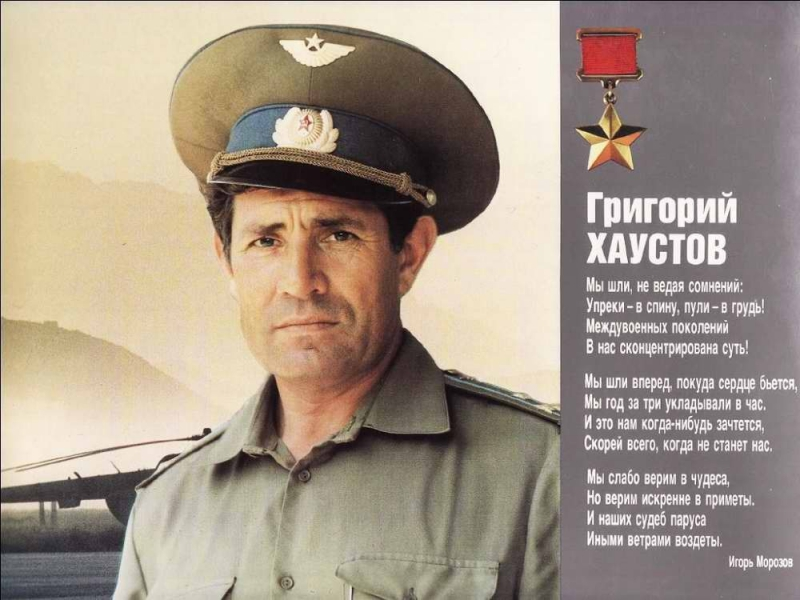 Григорий
ХАУСТОВ
Мы шли, не ведая сомнений:
Упреки – в спину, пули – в грудь!
Междувоенных поколений
В нас сконцентрирована суть!
Мы шли вперед, покуда сердце бьется,
Мы год за три укладывали в час.
И это нам когда-нибудь зачтется,
Скорей всего, когда не станет нас.
Мы слабо верим в чудеса,
Но верим искренне в приметы.
И наших судеб паруса
Иными ветрами воздеты.
Игорь Морозов